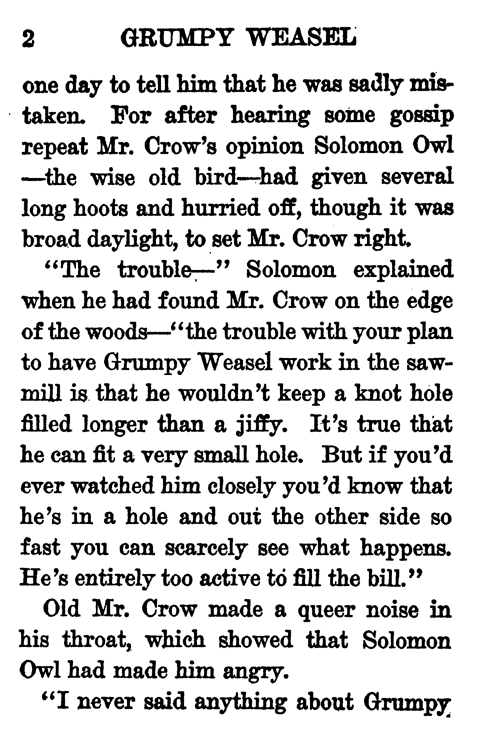 2 GRUMPY WEASEL
one day to tell him that he was sadly mis-
taken. For after hearing some gossip
repeat Mr. Crow's opinion Solomon Owl
—the wise old bird—had given several
long hoots and hurried off, though it was
broad daylight, to set Mr. Crow right.
"The trouble—" Solomon explained
when he had found Mr. Crow on the edge
of the woods—"the trouble with your plan
to have Grumpy Weasel work in the saw-
mill is that he wouldn't keep a knot hole
filled longer than a jiffy. It's true that
he can fit a very small hole. But if you'd
ever watched him closely you'd know that
he's in a hole and out the other side so
fast you can scarcely see what happens.
He's entirely too active to fill the bill."
Old Mr. Crow made a queer noise in
his throat, which showed that Solomon
Owl had made him angry.
"I never said anything about Grumpy